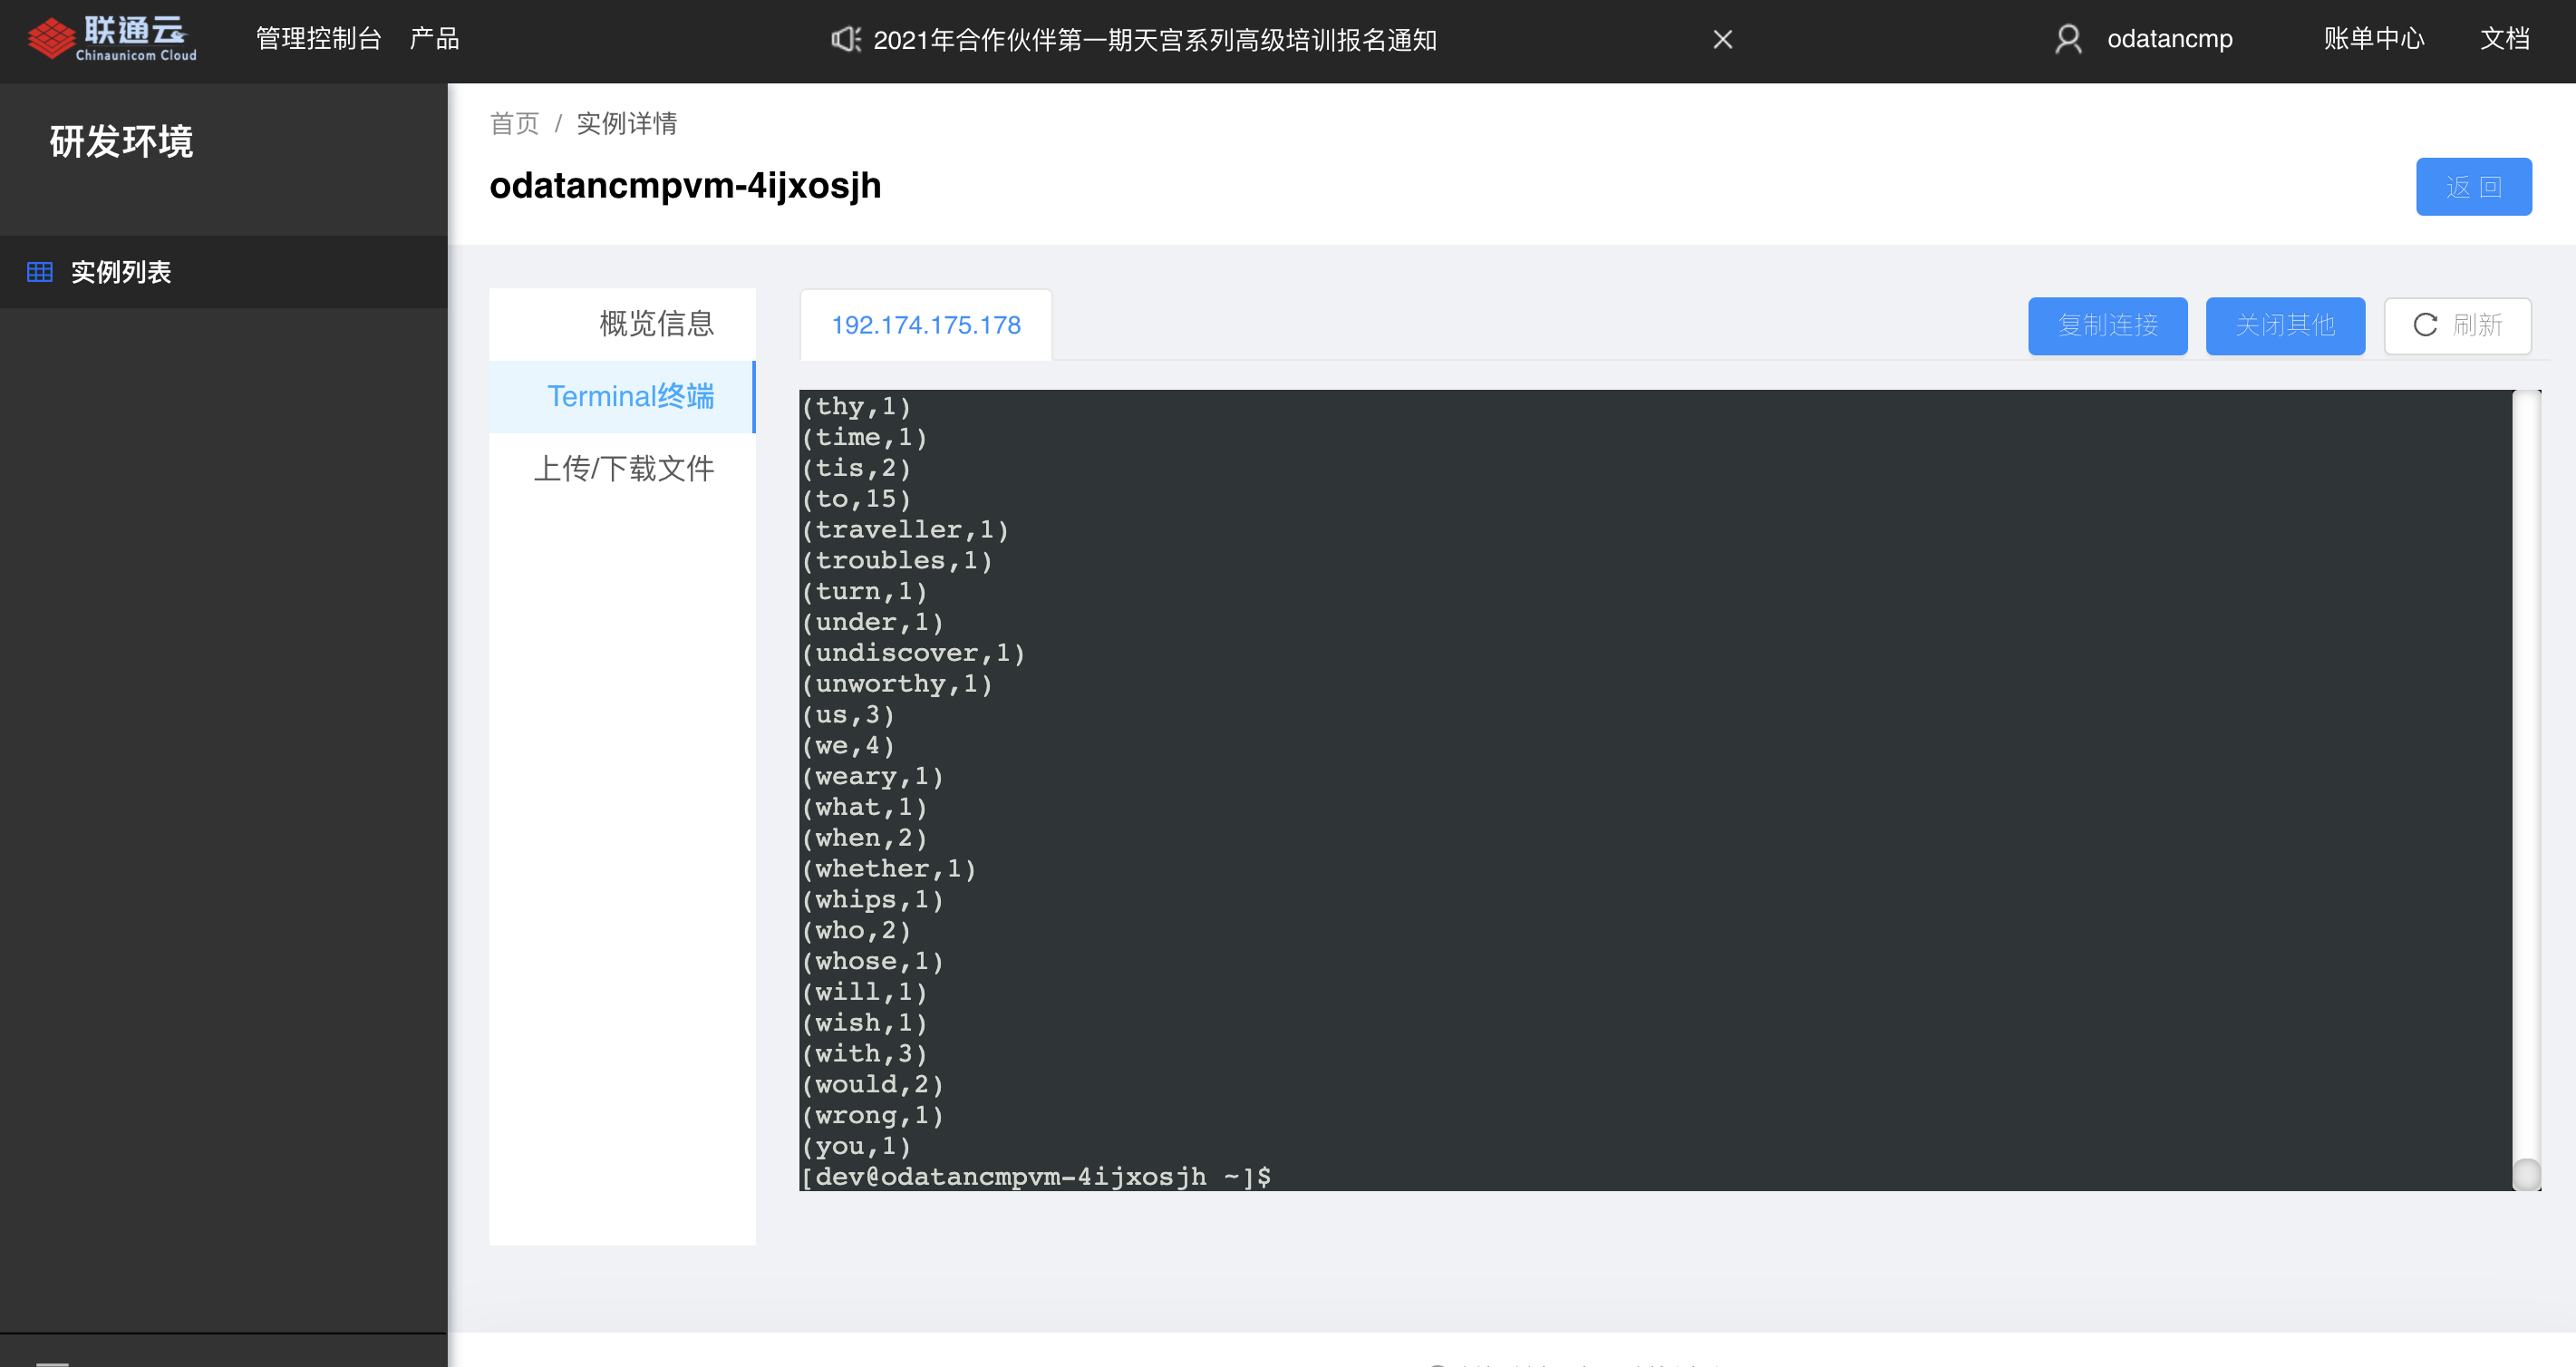 联通云
Chinaunicom Cloud
管理控制台 产品
2021年合作伙伴第一期天宫系列高级培训报名通知
odatancmp
账单中心 文档
研发环境
实例列表
首页 / 实例详情
odatancmpvm-4ijxosjh
返 回
概览信息
Terminal终端
上传/下载文件
192.174.175.178
复制连接
关闭其他
刷新
(thy,1)
(time,1)
(tis,2)
(to,15)
(traveller,1)
(troubles,1)
(turn,1)
(under,1)
(undiscover,1)
(unworthy,1)
(us,3)
(we,4)
(weary,1)
(what,1)
(when,2)
(whether,1)
(whips,1)
(who,2)
(whose,1)
(will,1)
(wish,1)
(with,3)
(would,2)
(wrong,1)
(you,1)
[dev@odatancmpvm-4ijxosjh ~]$